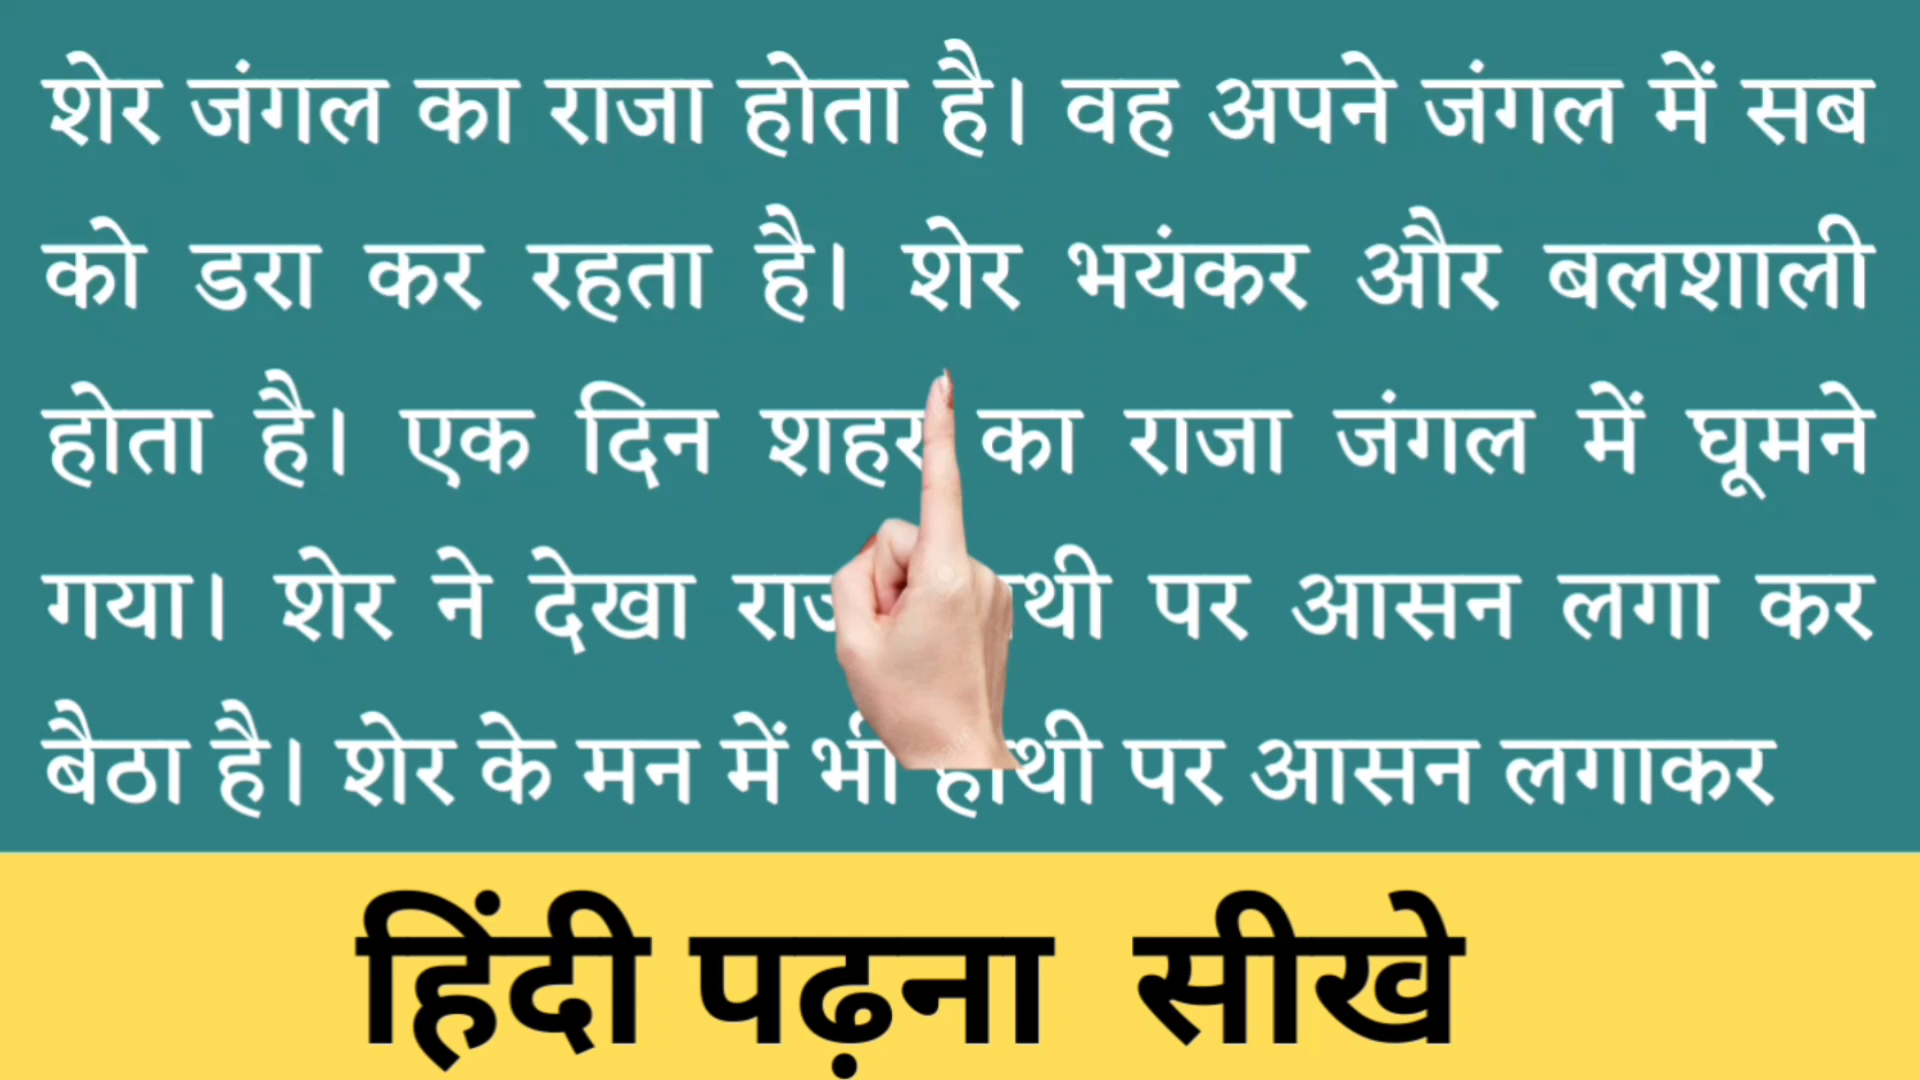 शेर जंगल का राजा होता है। वह अपने जंगल में सब
को डरा कर रहता है। शेर भयंकर और बलशाली
होता है। एक दिन शहर का राजा जंगल में घूमने
गया। शेर ने देखा पर आसन लगा कर
बैठा है। शेर के मन में भी हाथी पर आसन लगाकर
हिंदी पढ़ना सीखे